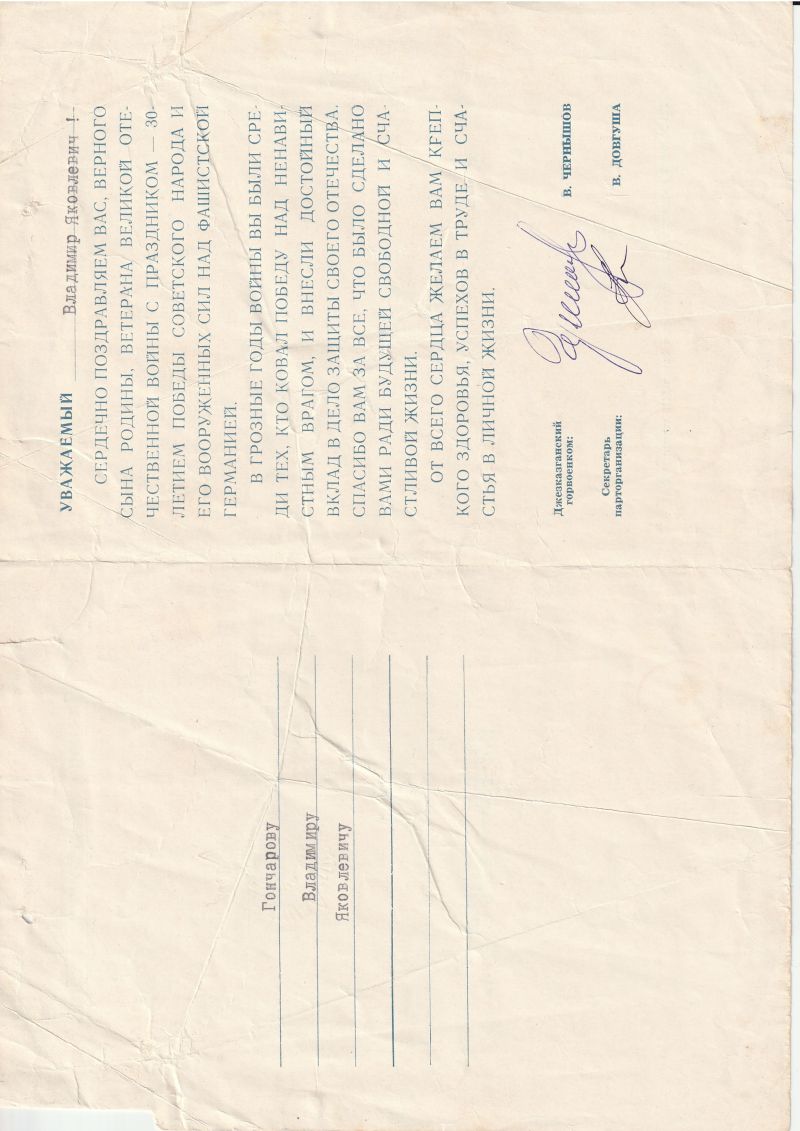 Гончарову
Владимиру
Яковлевичу
УВАЖАЕМЫЙ Владимир Яковлевич !
СЕРДЕЧНО ПОЗДРАВЛЯЕМ ВАС, ВЕРНОГО
СЫНА РОДИНЫ, ВЕТЕРАНА ВЕЛИКОЙ ОТЕ-
ЧЕСТВЕННОЙ ВОЙНЫ С ПРАЗДНИКОМ — 30-
ЛЕТИЕМ ПОБЕДЫ СОВЕТСКОГО НАРОДА И
ЕГО ВООРУЖЕННЫХ СИЛ НАД ФАШИСТСКОЙ
ГЕРМАНИЕЙ.
В ГРОЗНЫЕ ГОДЫ ВОЙНЫ ВЫ БЫЛИ СРЕ-
ДИ ТЕХ, КТО КОВАЛ ПОБЕДУ НАД НЕНАВИ-
СТНЫМ ВРАГОМ, И ВНЕСЛИ ДОСТОЙНЫЙ
ВКЛАД В ДЕЛО ЗАЩИТЫ СВОЕГО ОТЕЧЕСТВА.
СПАСИБО ВАМ ЗА ВСЕ, ЧТО БЫЛО СДЕЛАНО
ВАМИ РАДИ БУДУЩЕЙ СВОБОДНОЙ И СЧА-
СТЛИВОЙ ЖИЗНИ.
ОТ ВСЕГО СЕРДЦА ЖЕЛАЕМ ВАМ КРЕП-
КОГО ЗДОРОВЬЯ, УСПЕХОВ В ТРУДЕ И СЧА-
СТЬЯ В ЛИЧНОЙ ЖИЗНИ.
Джезказганский
горвоенком: В. ЧЕРНЫШОВ
Секретарь
парторганизации: В. ДОВГУША